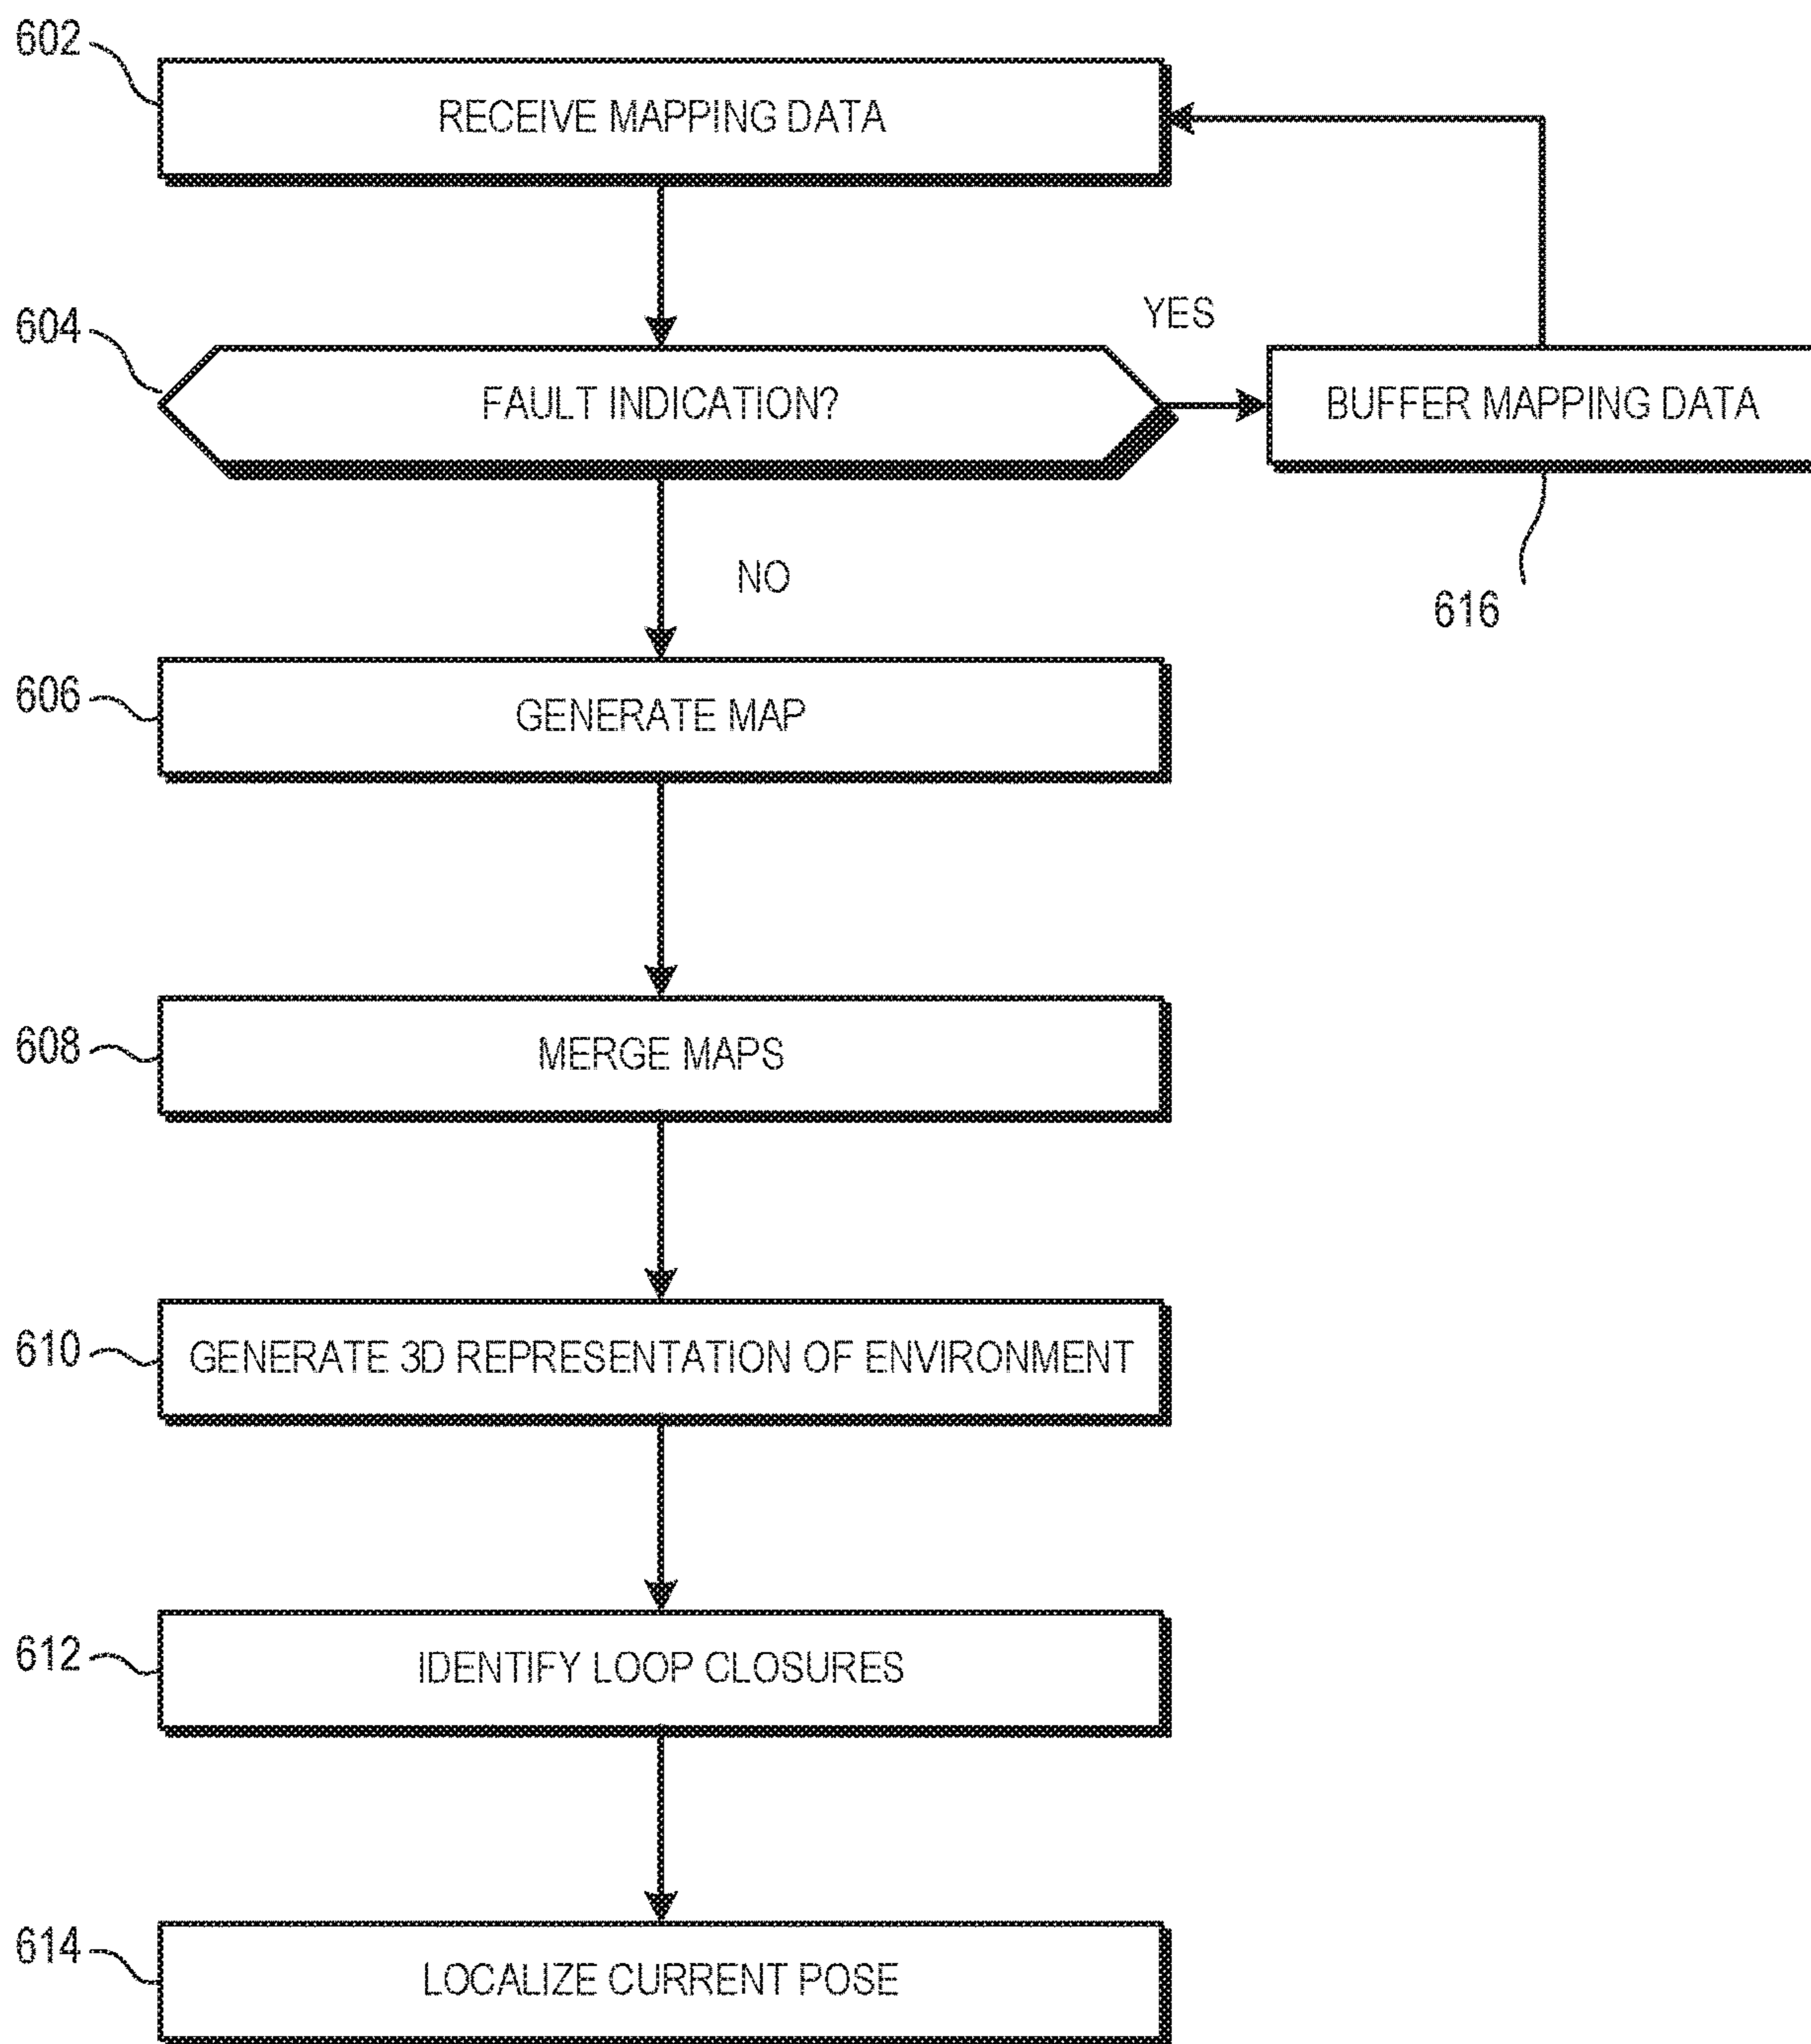 602
RECEIVE MAPPING DATA
604
FAULT INDICATION?
YES
BUFFER MAPPING DATA
616
NO
606
GENERATE MAP
608
MERGE MAPS
610
GENERATE 3D REPRESENTATION OF ENVIRONMENT
612
IDENTIFY LOOP CLOSURES
614
LOCALIZE CURRENT POSE